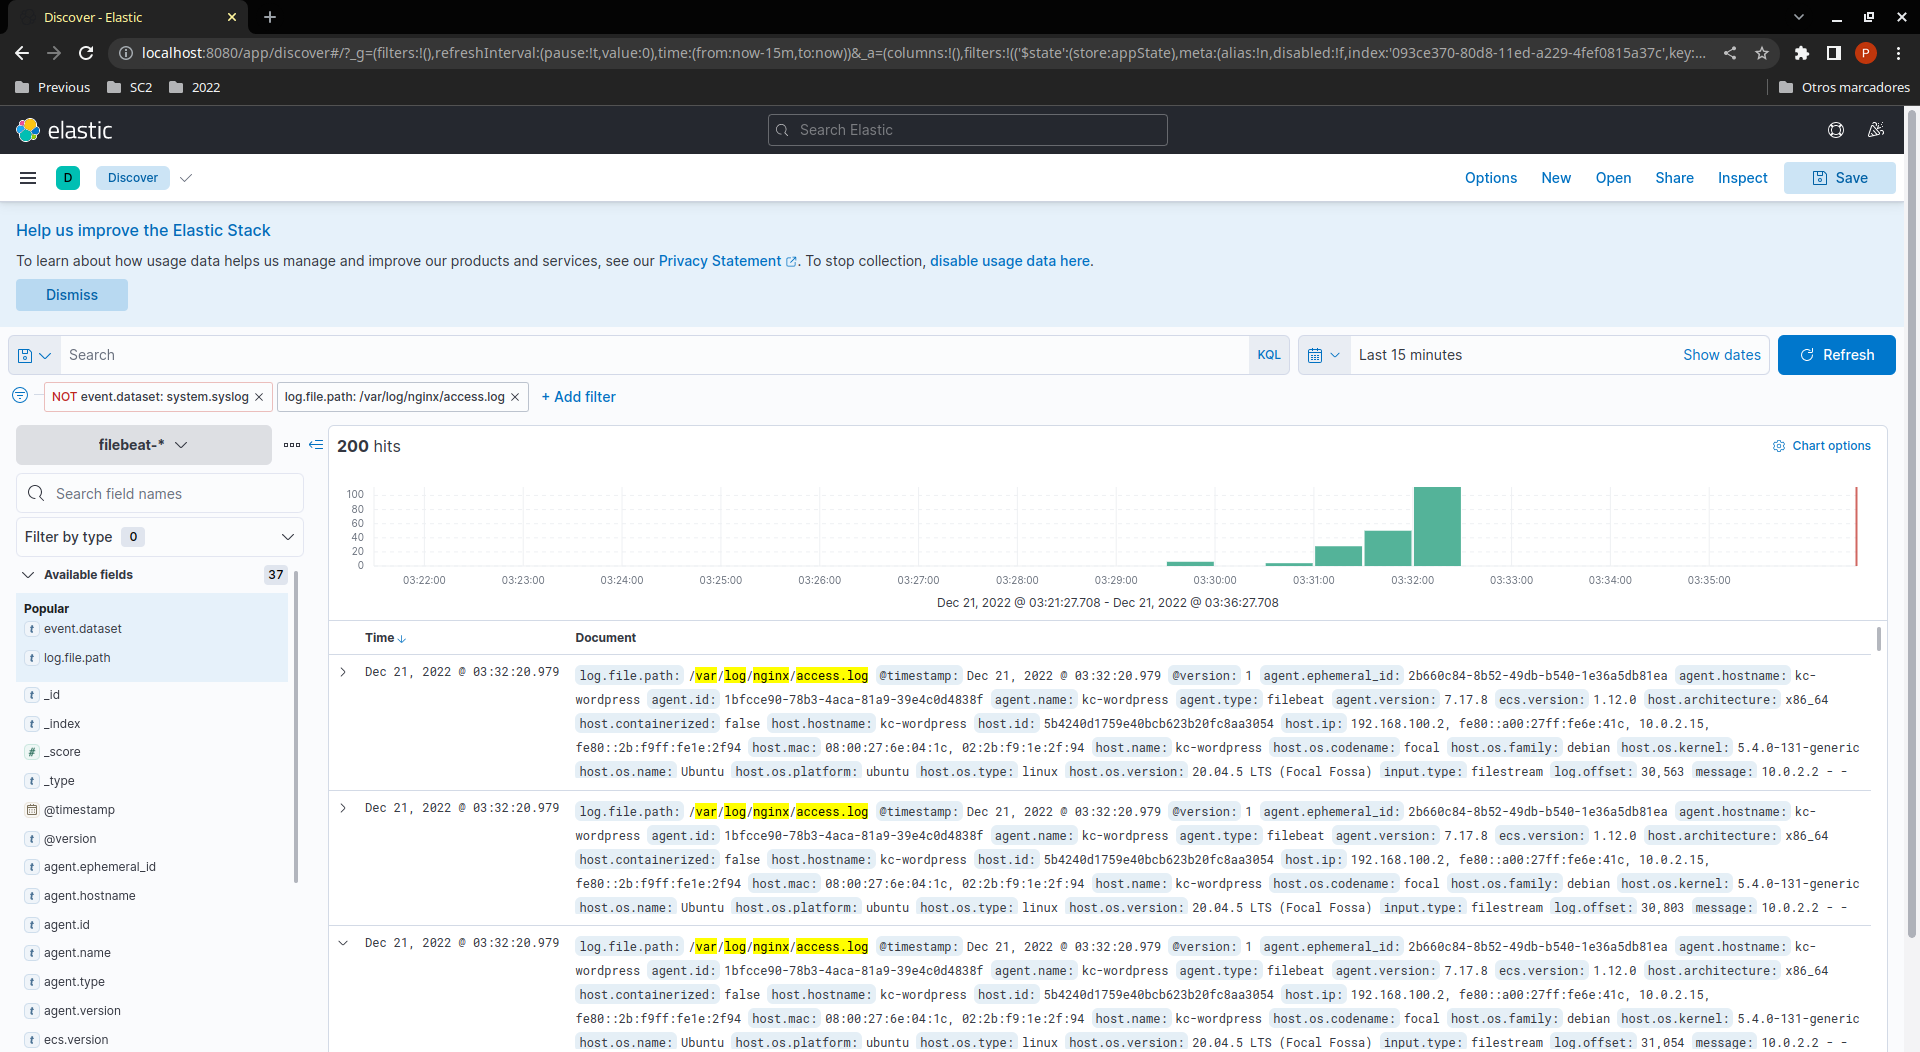 Discover - Elastic
localhost:8080/app/discover#/?_g=(filters:!(),refreshInterval:(pause:!t,value:0),time:(from:now-15m,to:now))&_a=(columns:!(),filters:!(('$state':(store:appState),meta:(alias:!n,disabled:!f,index:'093ce370-80d8-11ed-a229-4fef0815a37c',key:... P
Previous SC2 2022 Otros marcadores
elastic Search Elastic
D Discover Options New Open Share Inspect Save
Help us improve the Elastic Stack
To learn about how usage data helps us manage and improve our products and services, see our Privacy Statement. To stop collection, disable usage data here.
Dismiss
Search KQL Last 15 minutes Show dates Refresh
NOT event.dataset: system.syslog × log.file.path: /var/log/nginx/access.log × + Add filter
filebeat-* 200 hits Chart options
Search field names
Filter by type 0
Available fields 37
Popular
t event.dataset
t log.file.path
t _id
t _index
# _score
t _type
@timestamp
t @version
t agent.ephemeral_id
t agent.hostname
t agent.id
t agent.name
t agent.type
t agent.version
t ecs.version
100
80
60
40
20
0
03:22:00 03:23:00 03:24:00 03:25:00 03:26:00 03:27:00 03:28:00 03:29:00 03:30:00 03:31:00 03:32:00 03:33:00 03:34:00 03:35:00
Dec 21, 2022 @ 03:21:27.708 - Dec 21, 2022 @ 03:36:27.708
Time ↓ Document
Dec 21, 2022 @ 03:32:20.979 log.file.path: /var/log/nginx/access.log @timestamp: Dec 21, 2022 @ 03:32:20.979 @version: 1 agent.ephemeral_id: 2b660c84-8b52-49db-b540-1e36a5db81ea agent.hostname: kc-
wordpress agent.id: 1bfcce90-78b3-4aca-81a9-39e4c0d4838f agent.name: kc-wordpress agent.type: filebeat agent.version: 7.17.8 ecs.version: 1.12.0 host.architecture: x86_64
host.containerized: false host.hostname: kc-wordpress host.id: 5b4240d1759e40bcb623b20fc8aa3054 host.ip: 192.168.100.2, fe80::a00:27ff:fe6e:41c, 10.0.2.15,
fe80::2b:f9ff:fe1e:2f94 host.mac: 08:00:27:6e:04:1c, 02:2b:f9:1e:2f:94 host.name: kc-wordpress host.os.codename: focal host.os.family: debian host.os.kernel: 5.4.0-131-generic
host.os.name: Ubuntu host.os.platform: ubuntu host.os.type: linux host.os.version: 20.04.5 LTS (Focal Fossa) input.type: filestream log.offset: 30,563 message: 10.0.2.2 - -
Dec 21, 2022 @ 03:32:20.979 log.file.path: /var/log/nginx/access.log @timestamp: Dec 21, 2022 @ 03:32:20.979 @version: 1 agent.ephemeral_id: 2b660c84-8b52-49db-b540-1e36a5db81ea agent.hostname: kc-
wordpress agent.id: 1bfcce90-78b3-4aca-81a9-39e4c0d4838f agent.name: kc-wordpress agent.type: filebeat agent.version: 7.17.8 ecs.version: 1.12.0 host.architecture: x86_64
host.containerized: false host.hostname: kc-wordpress host.id: 5b4240d1759e40bcb623b20fc8aa3054 host.ip: 192.168.100.2, fe80::a00:27ff:fe6e:41c, 10.0.2.15,
fe80::2b:f9ff:fe1e:2f94 host.mac: 08:00:27:6e:04:1c, 02:2b:f9:1e:2f:94 host.name: kc-wordpress host.os.codename: focal host.os.family: debian host.os.kernel: 5.4.0-131-generic
host.os.name: Ubuntu host.os.platform: ubuntu host.os.type: linux host.os.version: 20.04.5 LTS (Focal Fossa) input.type: filestream log.offset: 30,803 message: 10.0.2.2 - -
Dec 21, 2022 @ 03:32:20.979 log.file.path: /var/log/nginx/access.log @timestamp: Dec 21, 2022 @ 03:32:20.979 @version: 1 agent.ephemeral_id: 2b660c84-8b52-49db-b540-1e36a5db81ea agent.hostname: kc-
wordpress agent.id: 1bfcce90-78b3-4aca-81a9-39e4c0d4838f agent.name: kc-wordpress agent.type: filebeat agent.version: 7.17.8 ecs.version: 1.12.0 host.architecture: x86_64
host.containerized: false host.hostname: kc-wordpress host.id: 5b4240d1759e40bcb623b20fc8aa3054 host.ip: 192.168.100.2, fe80::a00:27ff:fe6e:41c, 10.0.2.15,
fe80::2b:f9ff:fe1e:2f94 host.mac: 08:00:27:6e:04:1c, 02:2b:f9:1e:2f:94 host.name: kc-wordpress host.os.codename: focal host.os.family: debian host.os.kernel: 5.4.0-131-generic
host.os.name: Ubuntu host.os.platform: ubuntu host.os.type: linux host.os.version: 20.04.5 LTS (Focal Fossa) input.type: filestream log.offset: 31,054 message: 10.0.2.2 - -